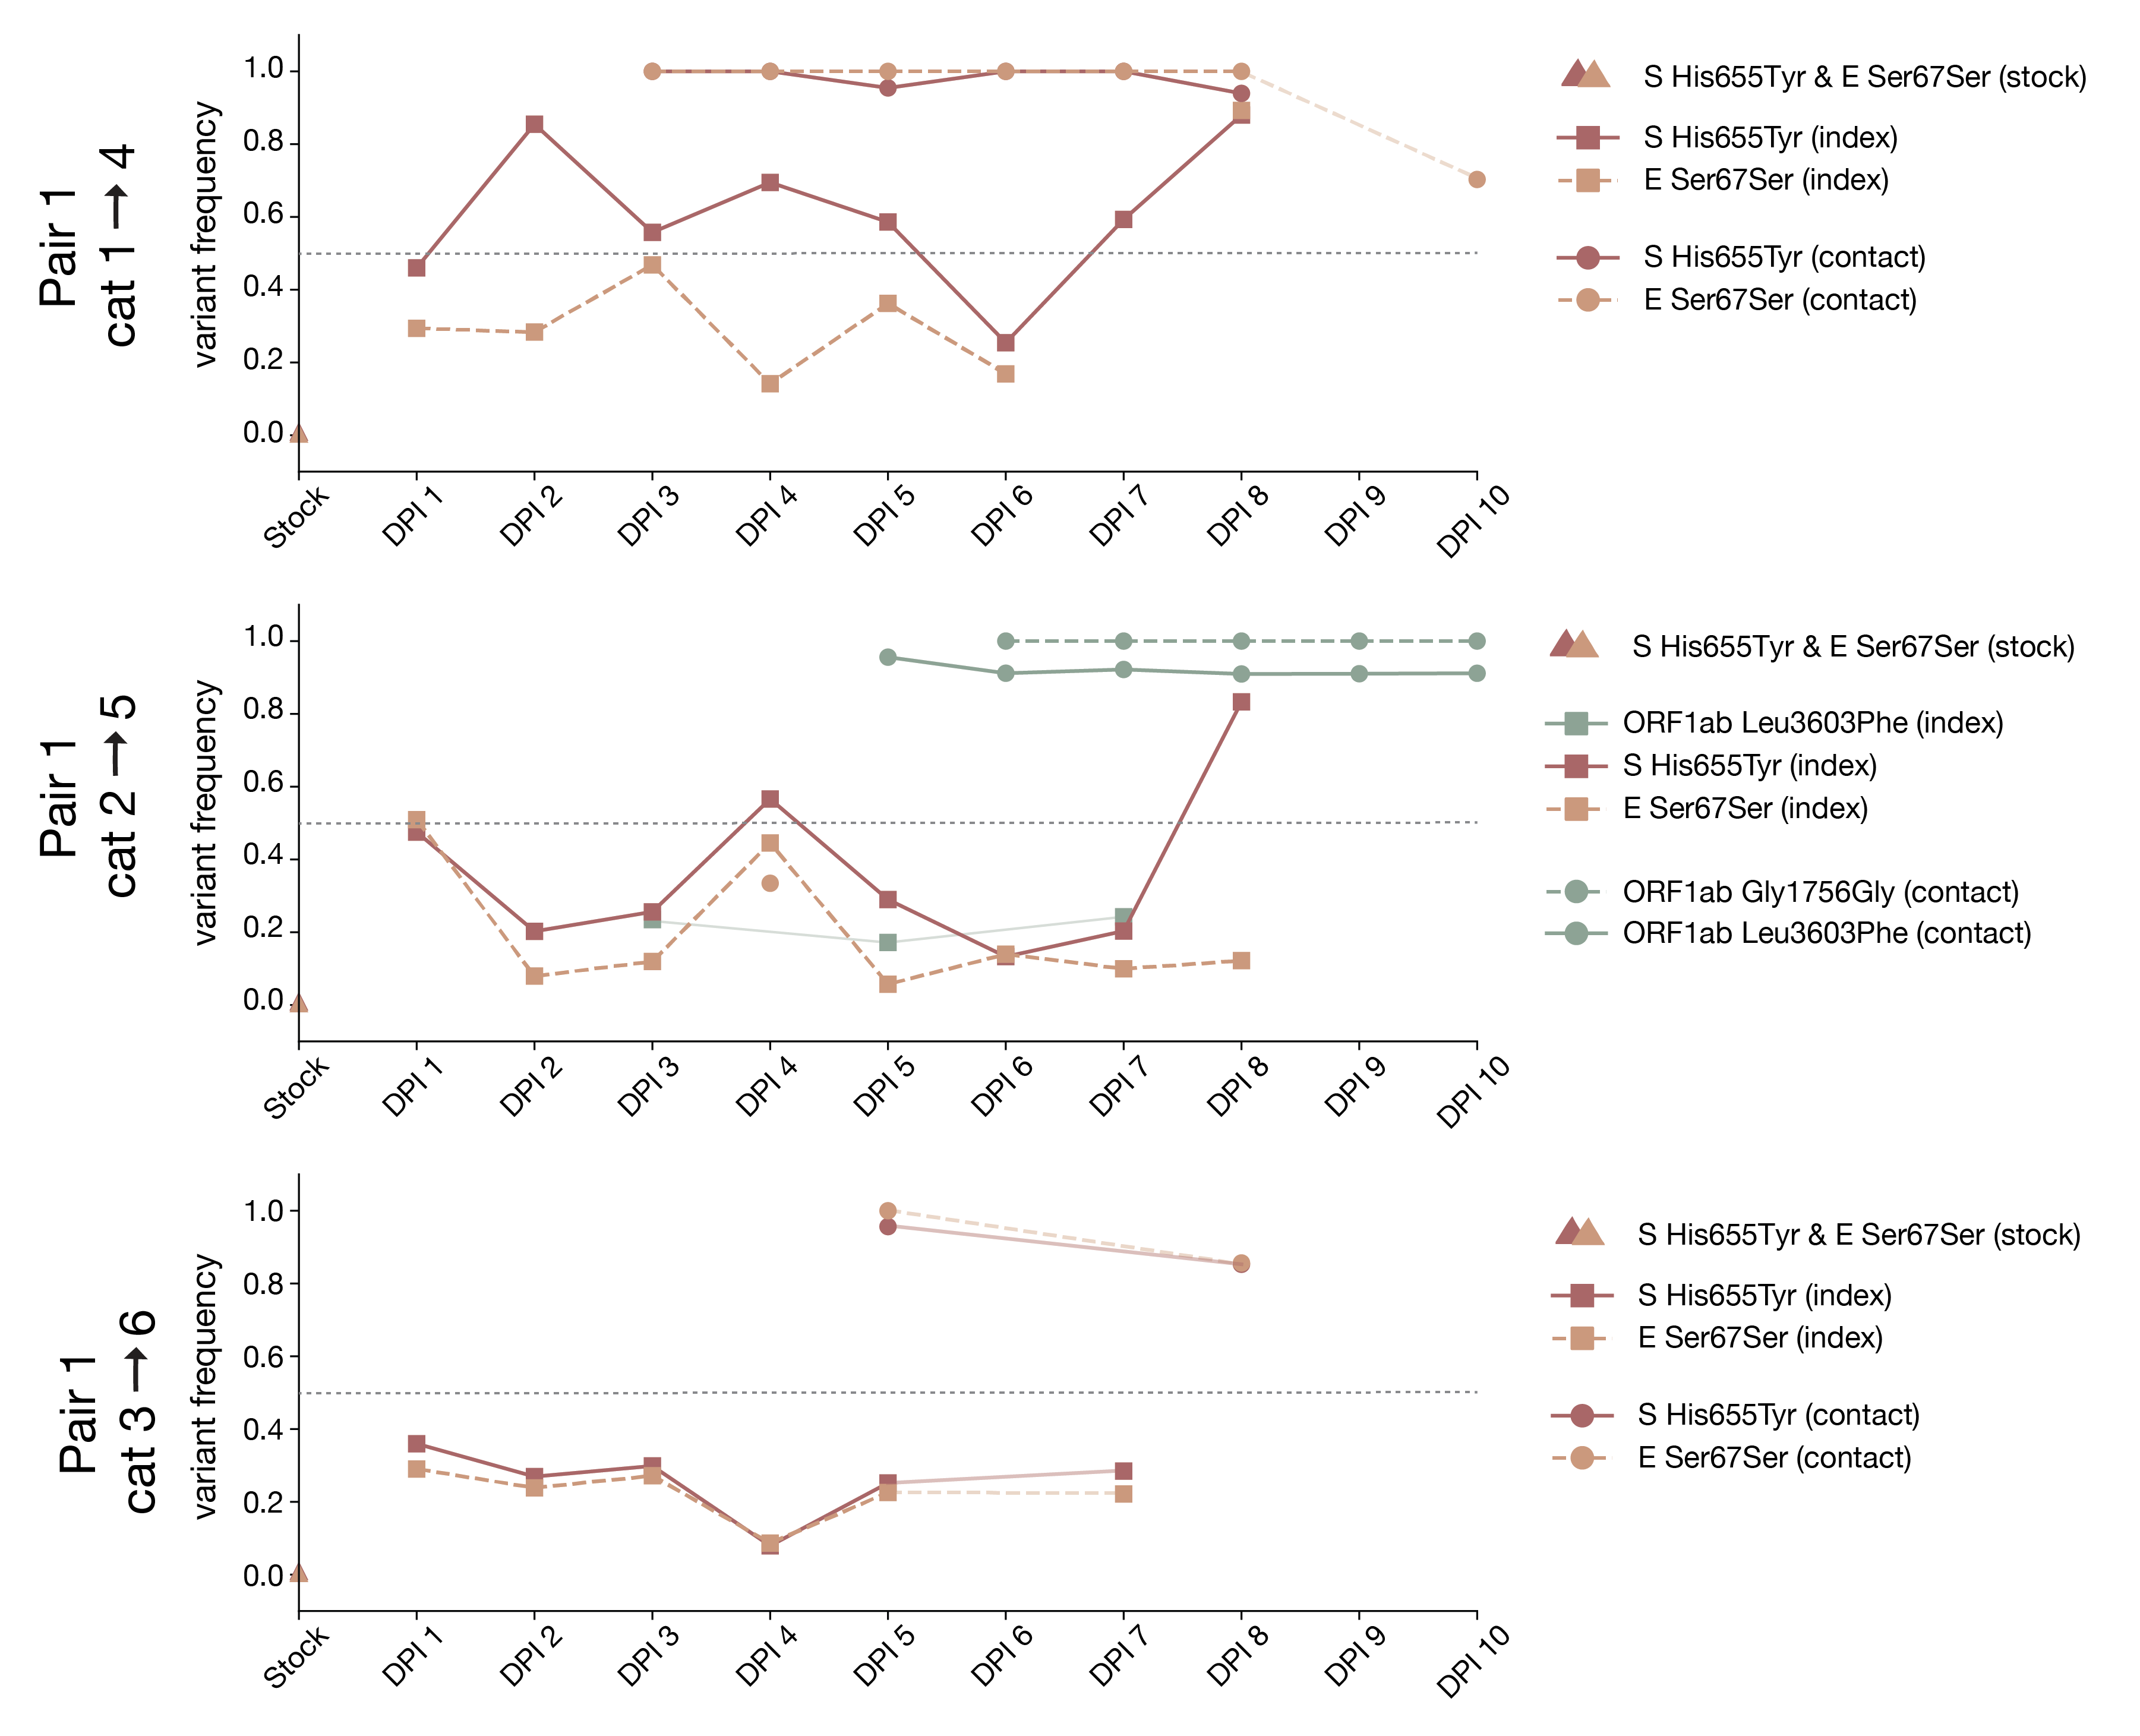 Pair 1
cat 1→4
variant frequency
1.0
0.8
0.6
0.4
0.2
0.0
Stock
DPI 1
DPI 2
DPI 3
DPI 4
DPI 5
DPI 6
DPI 7
DPI 8
DPI 9
DPI 10
S His655Tyr & E Ser67Ser (stock)
S His655Tyr (index)
E Ser67Ser (index)
S His655Tyr (contact)
E Ser67Ser (contact)
Pair 1
cat 2→5
variant frequency
1.0
0.8
0.6
0.4
0.2
0.0
Stock
DPI 1
DPI 2
DPI 3
DPI 4
DPI 5
DPI 6
DPI 7
DPI 8
DPI 9
DPI 10
S His655Tyr & E Ser67Ser (stock)
ORF1ab Leu3603Phe (index)
S His655Tyr (index)
E Ser67Ser (index)
ORF1ab Gly1756Gly (contact)
ORF1ab Leu3603Phe (contact)
Pair 1
cat 3→6
variant frequency
1.0
0.8
0.6
0.4
0.2
0.0
Stock
DPI 1
DPI 2
DPI 3
DPI 4
DPI 5
DPI 6
DPI 7
DPI 8
DPI 9
DPI 10
S His655Tyr & E Ser67Ser (stock)
S His655Tyr (index)
E Ser67Ser (index)
S His655Tyr (contact)
E Ser67Ser (contact)